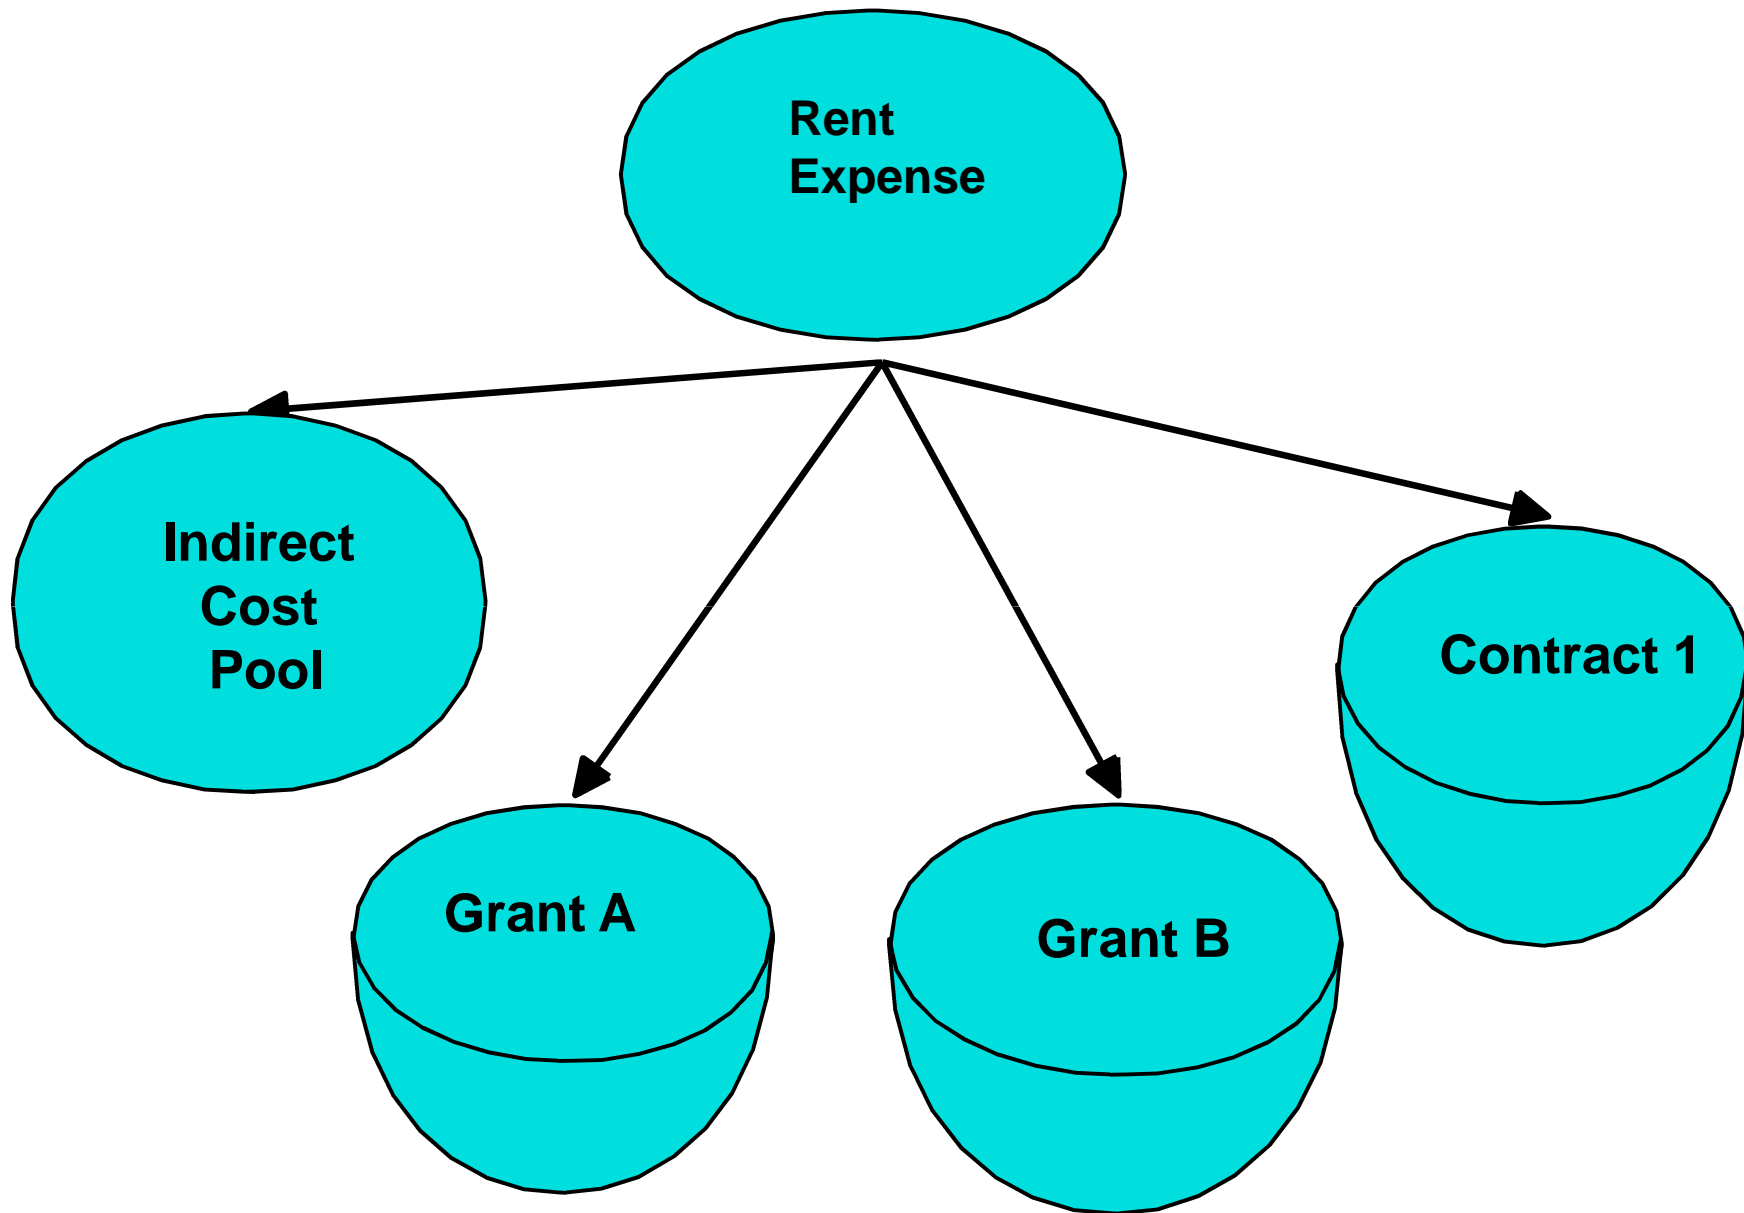 Rent
Expense
Indirect
Cost
Pool
Contract 1
Grant A
Grant B